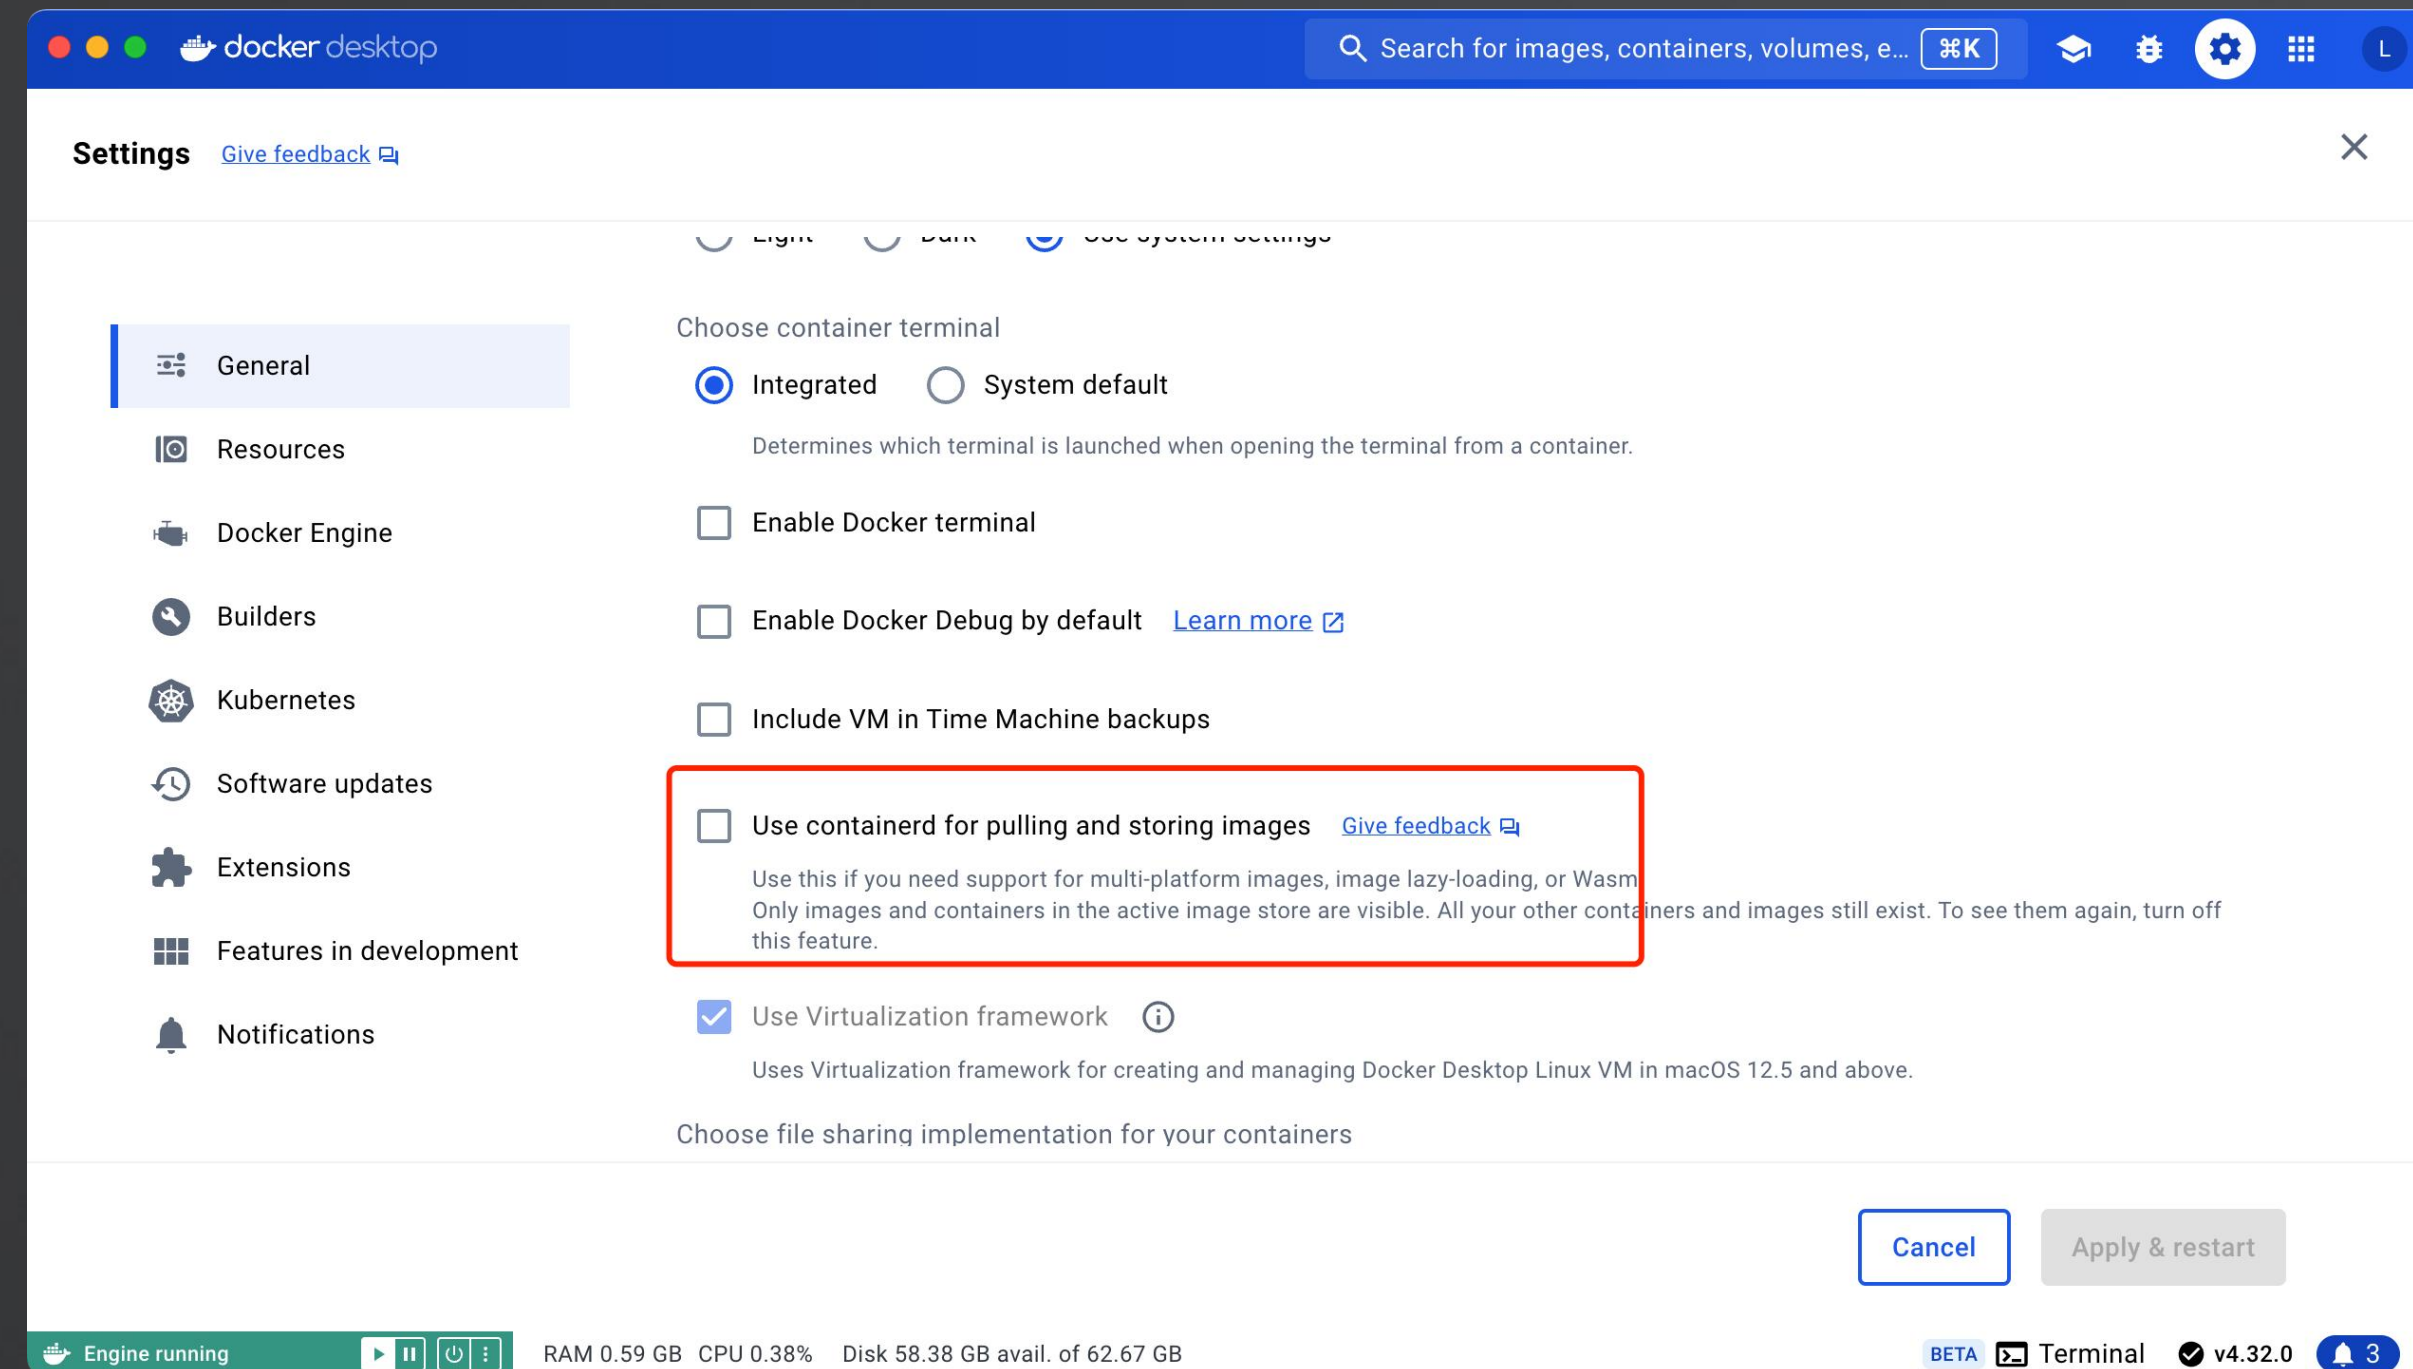 docker desktop
Search for images, containers, volumes, e... ⌘K
L
Settings Give feedback
Light Dark Use system settings
Choose container terminal
Integrated System default
Determines which terminal is launched when opening the terminal from a container.
Enable Docker terminal
Enable Docker Debug by default Learn more
Include VM in Time Machine backups
Use containerd for pulling and storing images Give feedback
Use this if you need support for multi-platform images, image lazy-loading, or Wasm
Only images and containers in the active image store are visible. All your other containers and images still exist. To see them again, turn off
this feature.
Use Virtualization framework
Uses Virtualization framework for creating and managing Docker Desktop Linux VM in macOS 12.5 and above.
Choose file sharing implementation for your containers
General
Resources
Docker Engine
Builders
Kubernetes
Software updates
Extensions
Features in development
Notifications
Cancel
Apply & restart
Engine running
RAM 0.59 GB CPU 0.38% Disk 58.38 GB avail. of 62.67 GB
BETA Terminal v4.32.0 3